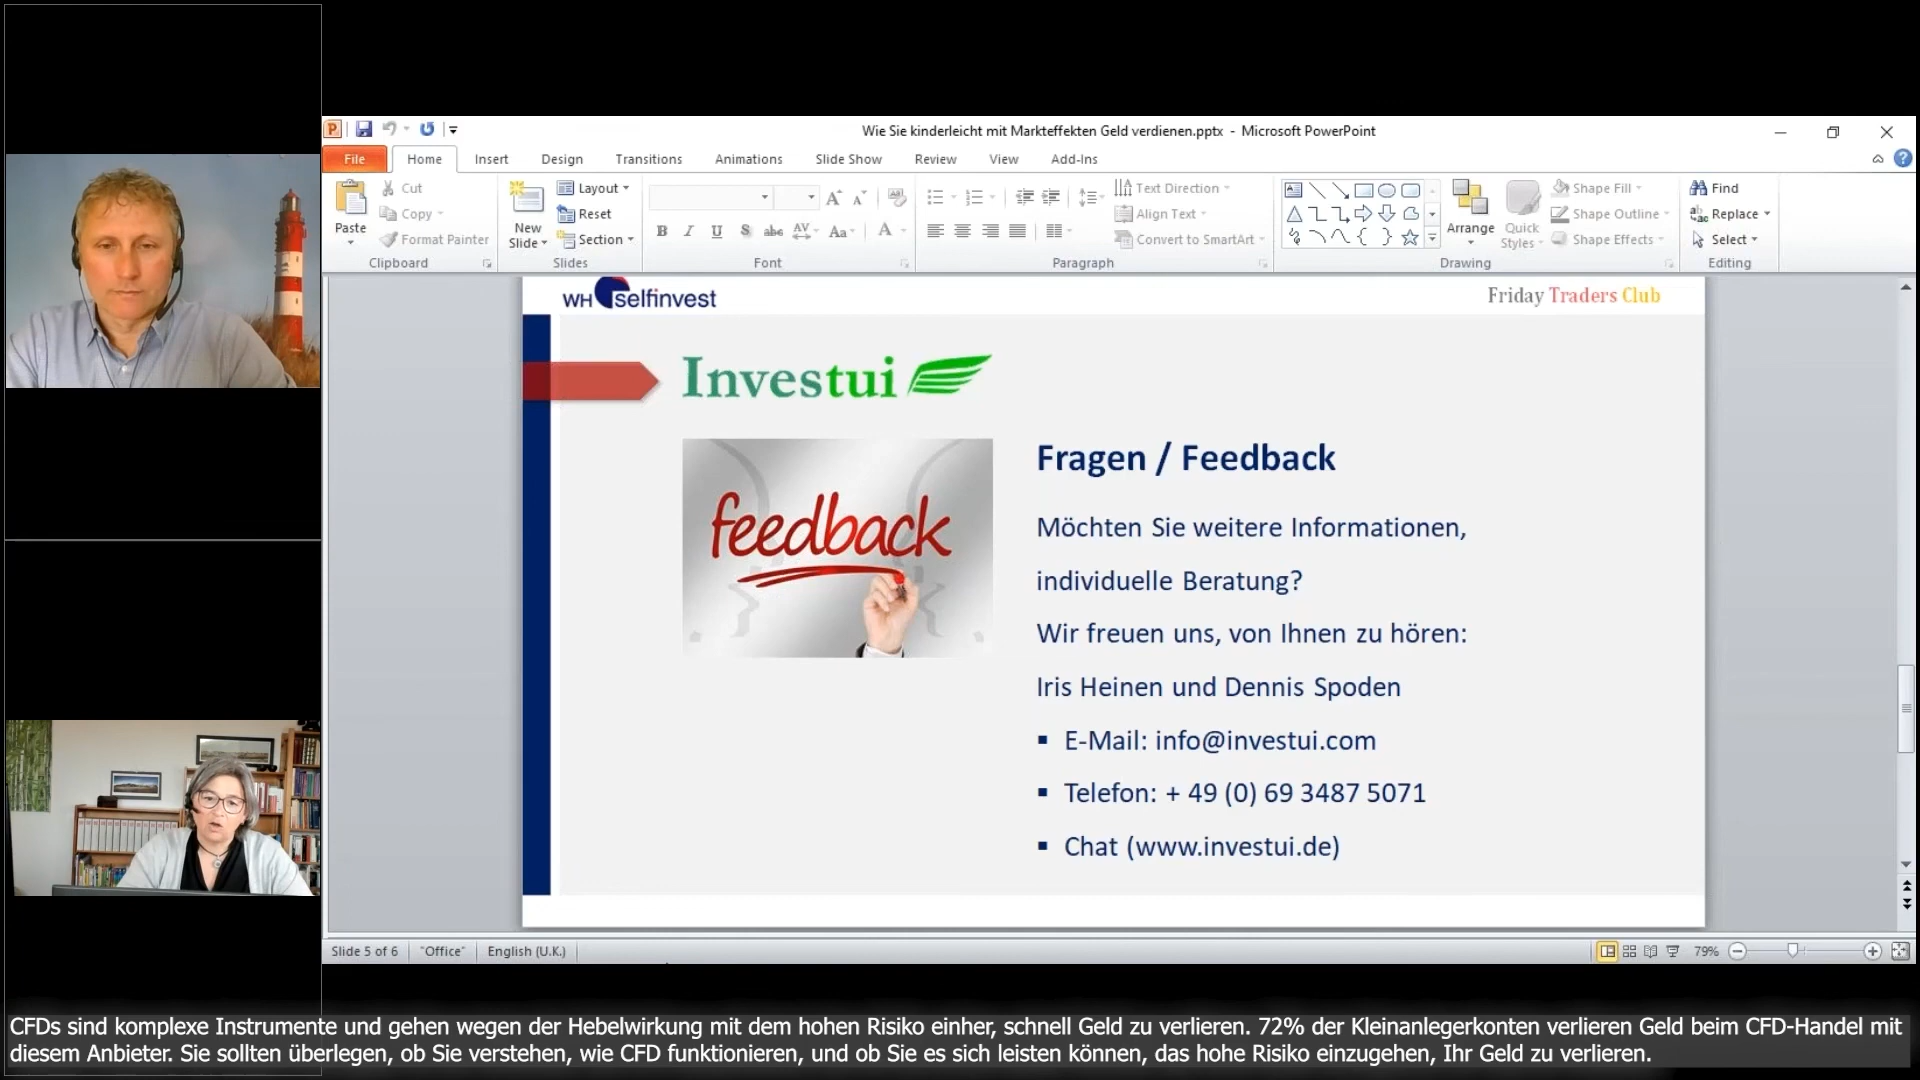 Wie Sie kinderleicht mit Markteffekten Geld verdienen.pptx - Microsoft PowerPoint
File Home Insert Design Transitions Animations Slide Show Review View Add-Ins
Paste
Cut
Copy
Format Painter
Clipboard
New Slide
Layout
Reset
Section
Slides
B I U S abc AV Aa A
Font
Text Direction
Align Text
Convert to SmartArt
Paragraph
Arrange
Quick Styles
Shape Fill
Shape Outline
Shape Effects
Drawing
Find
Replace
Select
Editing
WH selfinvest
Friday Traders Club
Investui
feedback
Fragen / Feedback
Möchten Sie weitere Informationen,
individuelle Beratung?
Wir freuen uns, von Ihnen zu hören:
Iris Heinen und Dennis Spoden
▪ E-Mail: info@investui.com
▪ Telefon: + 49 (0) 69 3487 5071
▪ Chat (www.investui.de)
Slide 5 of 6 "Office" English (U.K.) 79%
CFDs sind komplexe Instrumente und gehen wegen der Hebelwirkung mit dem hohen Risiko einher, schnell Geld zu verlieren. 72% der Kleinanlegerkonten verlieren Geld beim CFD-Handel mit
diesem Anbieter. Sie sollten überlegen, ob Sie verstehen, wie CFD funktionieren, und ob Sie es sich leisten können, das hohe Risiko einzugehen, Ihr Geld zu verlieren.